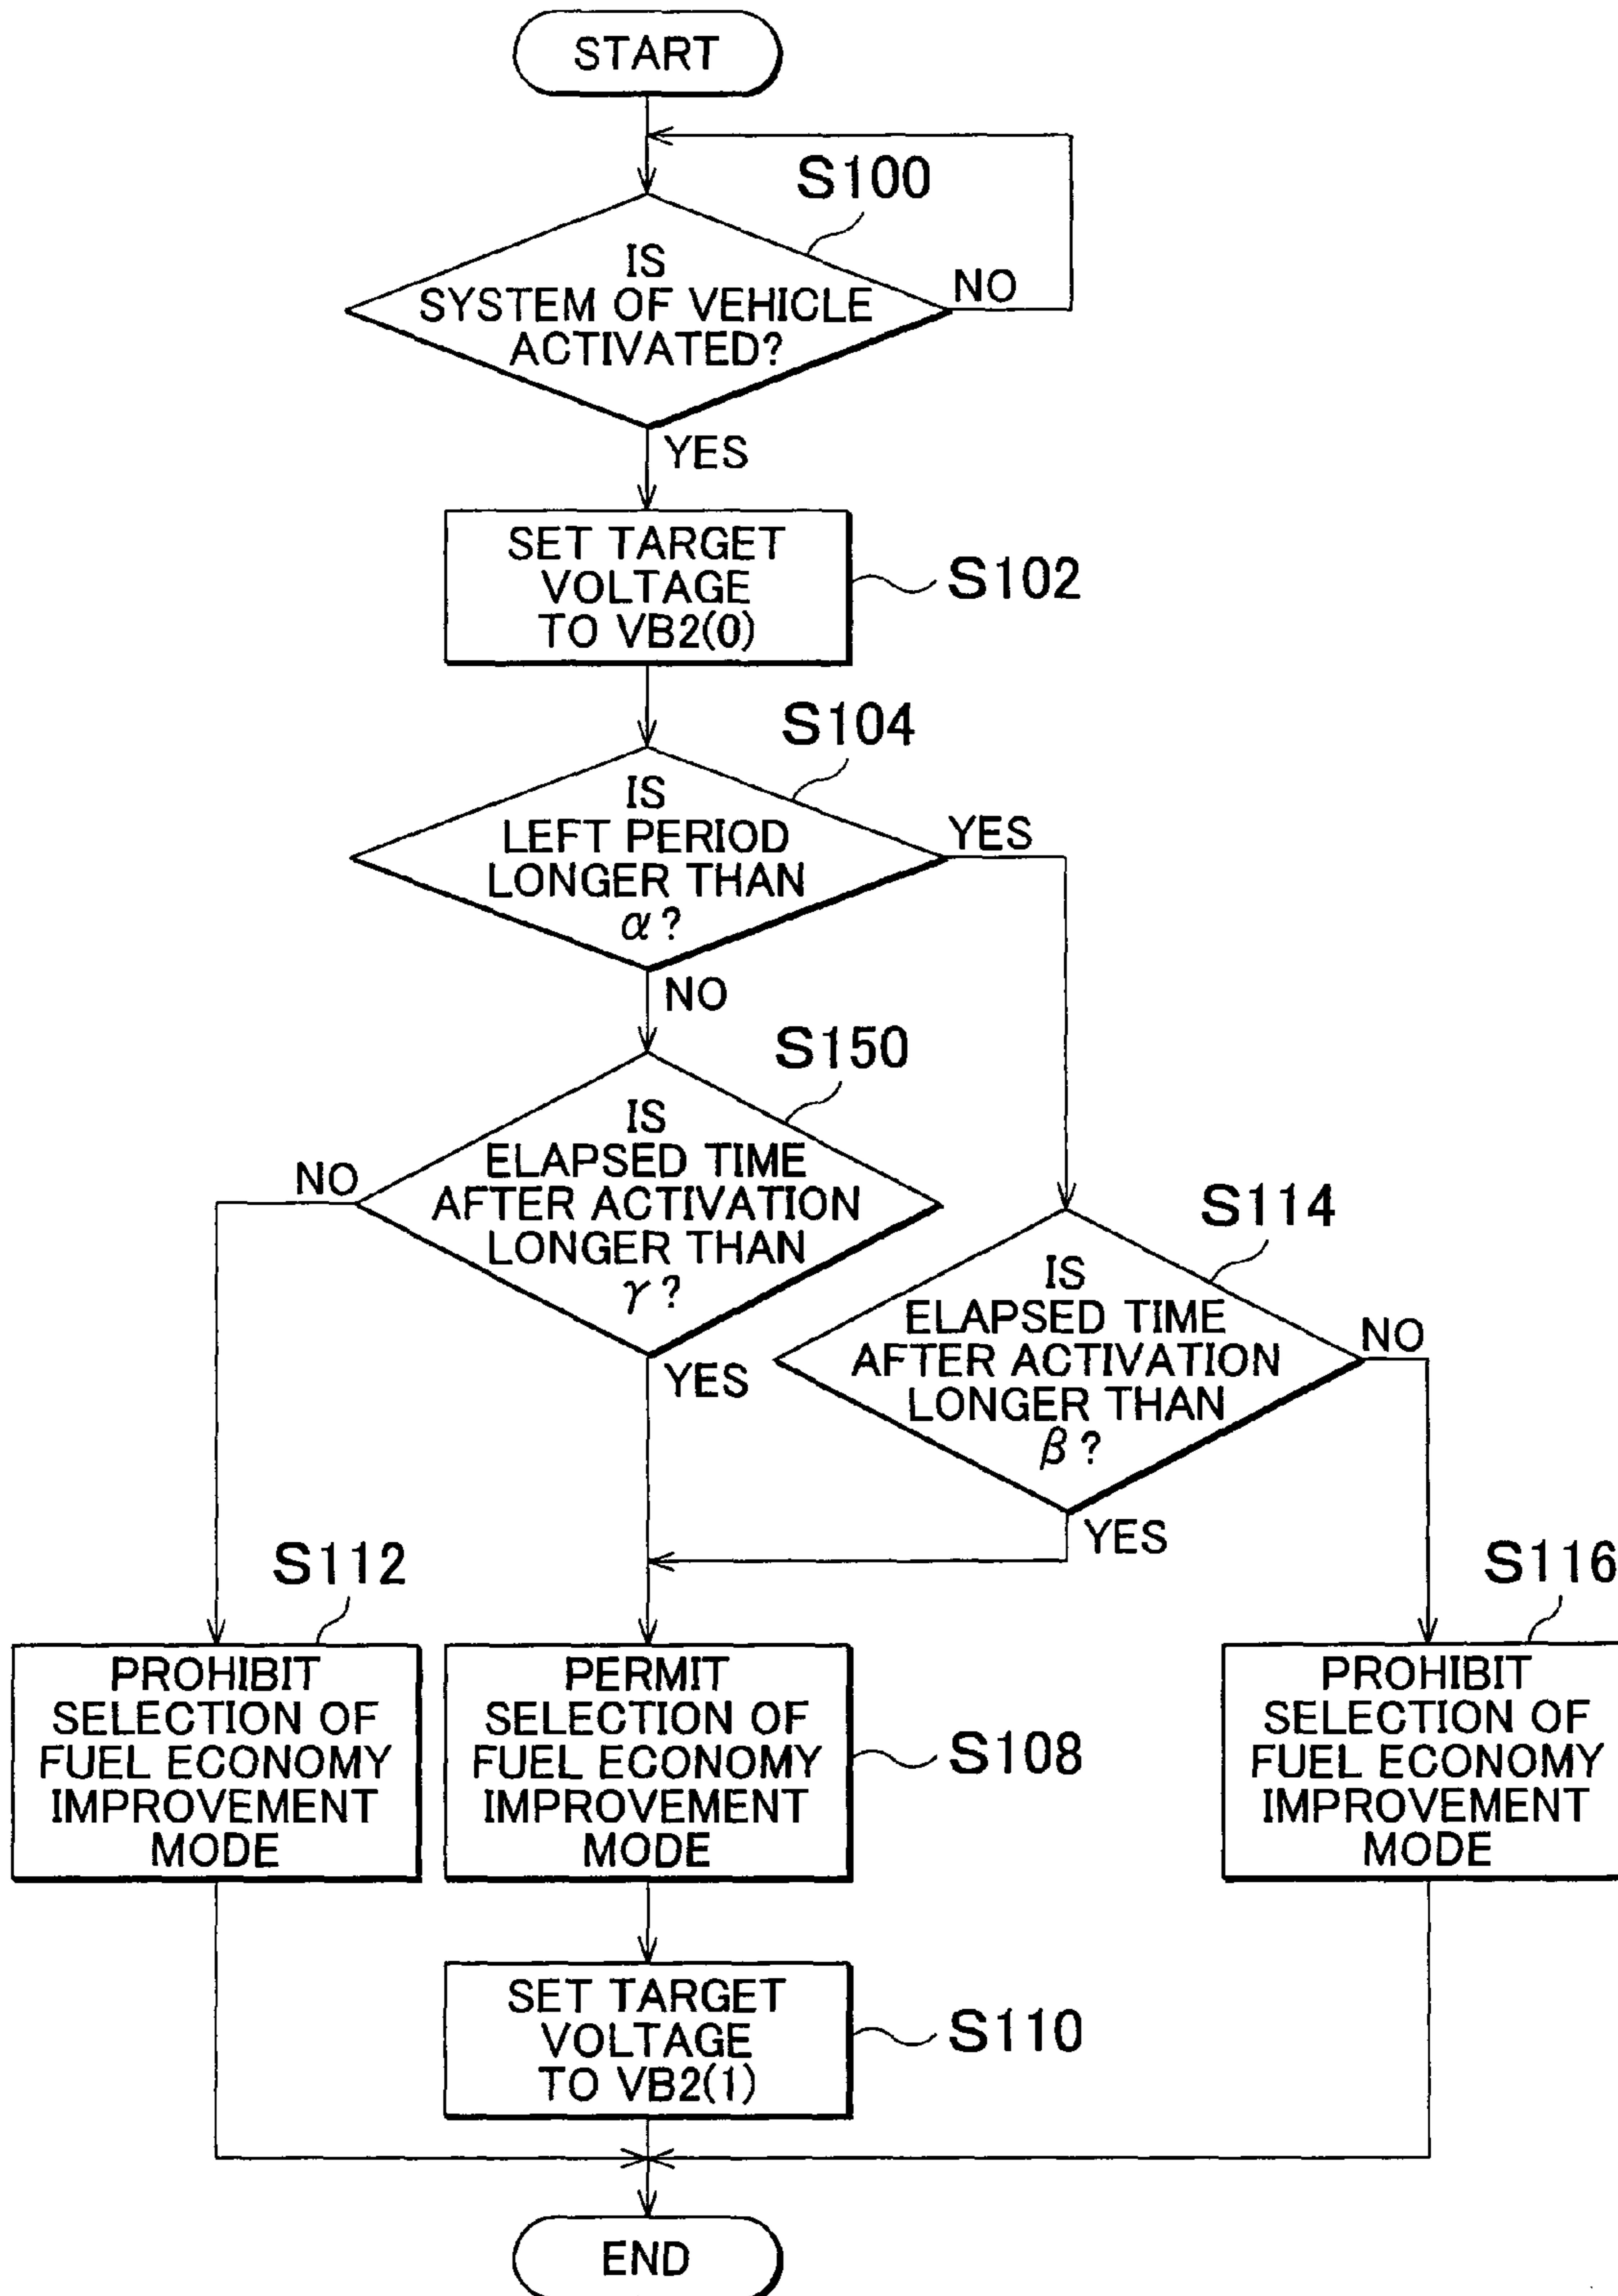 START
S100
IS
SYSTEM OF VEHICLE
ACTIVATED?
NO
YES
SET TARGET
VOLTAGE
TO VB2(0)
S102
S104
IS
LEFT PERIOD
LONGER THAN
α?
YES
NO
S150
IS
ELAPSED TIME
AFTER ACTIVATION
LONGER THAN
γ?
NO
YES
S114
IS
ELAPSED TIME
AFTER ACTIVATION
LONGER THAN
β?
NO
YES
S112
PROHIBIT
SELECTION OF
FUEL ECONOMY
IMPROVEMENT
MODE
PERMIT
SELECTION OF
FUEL ECONOMY
IMPROVEMENT
MODE
S108
S116
PROHIBIT
SELECTION OF
FUEL ECONOMY
IMPROVEMENT
MODE
SET TARGET
VOLTAGE
TO VB2(1)
S110
END